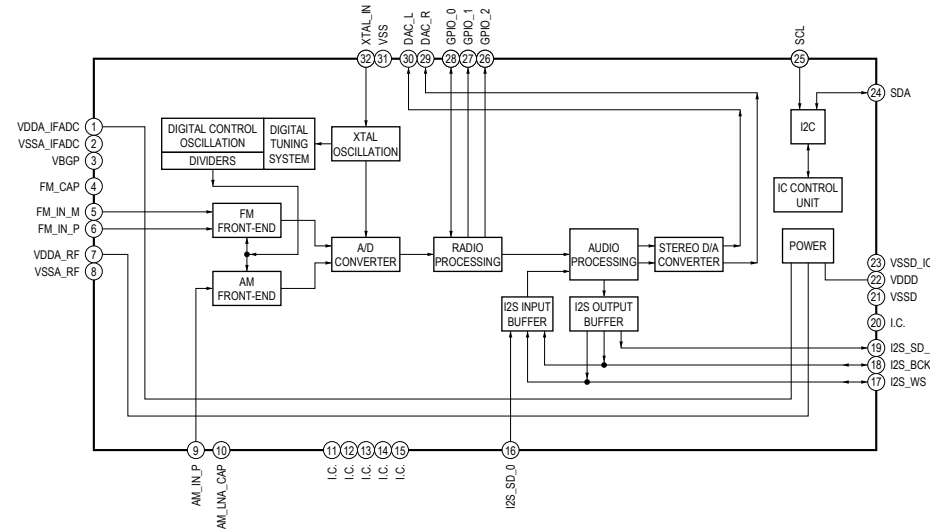 XTAL_IN
VSS
DAC_L
DAC_R
GPIO_0
GPIO_1
GPIO_2
SCL
32
31
30
29
28
27
26
25
24 SDA
VDDA_IFADC 1
VSSA_IFADC 2
VBGP 3
FM_CAP 4
FM_IN_M 5
FM_IN_P 6
VDDA_RF 7
VSSA_RF 8
DIGITAL CONTROL
OSCILLATION
DIVIDERS
DIGITAL
TUNING
SYSTEM
XTAL
OSCILLATION
I2C
IC CONTROL
UNIT
FM
FRONT-END
AM
FRONT-END
A/D
CONVERTER
RADIO
PROCESSING
AUDIO
PROCESSING
STEREO D/A
CONVERTER
POWER
I2S INPUT
BUFFER
I2S OUTPUT
BUFFER
23 VSSD_IO
22 VDDD
21 VSSD
20 I.C.
19 I2S_SD_
18 I2S_BCK
17 I2S_WS
9
10
11
12
13
14
15
16
AM_IN_P
AM_LNA_CAP
I.C.
I.C.
I.C.
I.C.
I.C.
I2S_SD_0